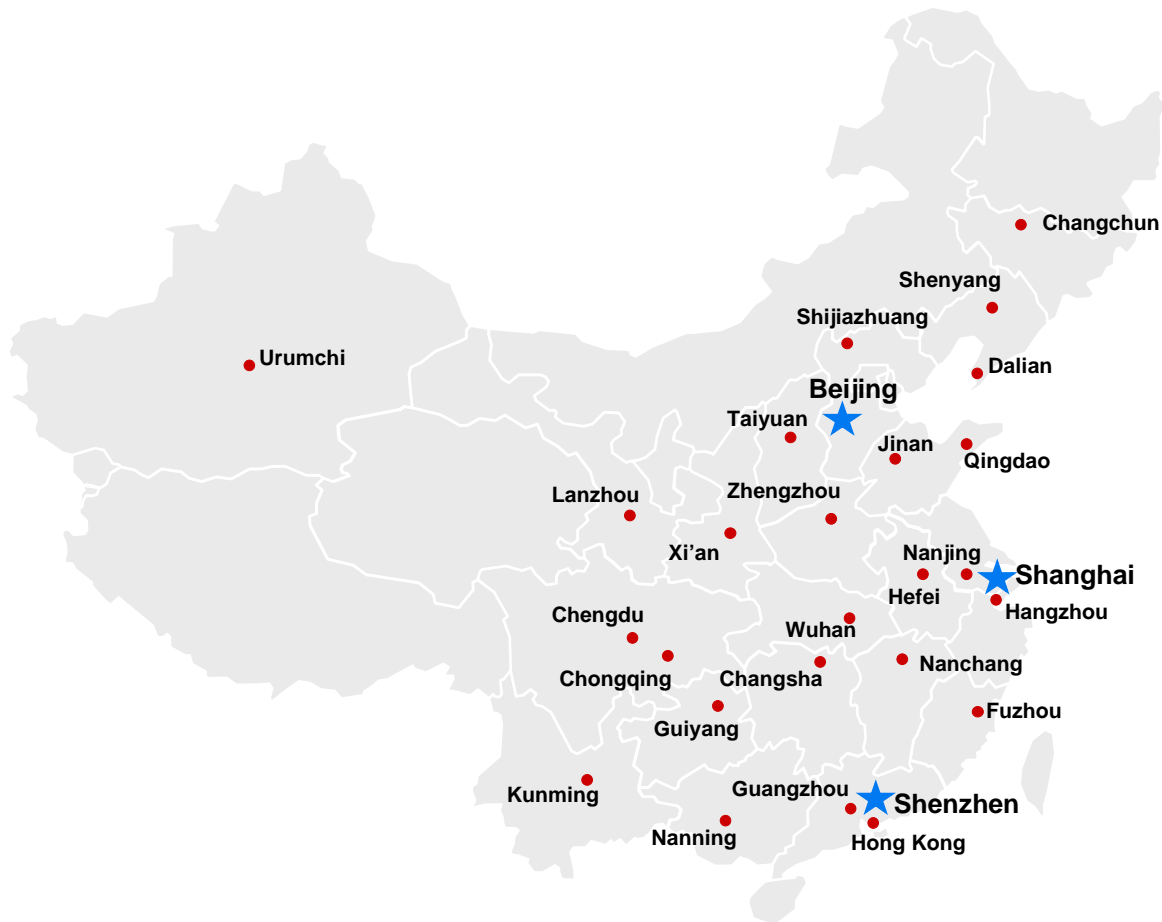 Changchun
Shenyang
Shijiazhuang
Urumchi
Dalian
Beijing
Taiyuan
Jinan
Qingdao
Zhengzhou
Lanzhou
Xi’an
Nanjing
Shanghai
Hefei
Hangzhou
Chengdu
Wuhan
Nanchang
Chongqing
Changsha
Fuzhou
Guiyang
Guangzhou
Kunming
Shenzhen
Nanning
Hong Kong